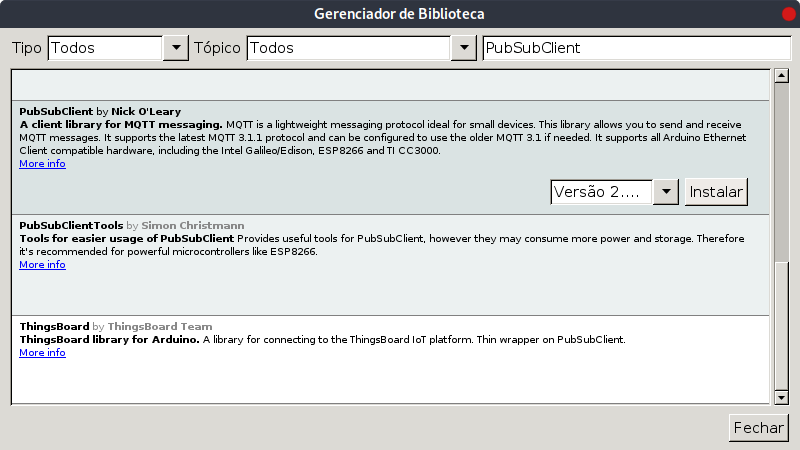 Gerenciador de Biblioteca
Tipo Todos Tópico Todos PubSubClient
PubSubClient by Nick O'Leary
A client library for MQTT messaging. MQTT is a lightweight messaging protocol ideal for small devices. This library allows you to send and receive
MQTT messages. It supports the latest MQTT 3.1.1 protocol and can be configured to use the older MQTT 3.1 if needed. It supports all Arduino Ethernet
Client compatible hardware, including the Intel Galileo/Edison, ESP8266 and TI CC3000.
More info
Versão 2.... Instalar
PubSubClientTools by Simon Christmann
Tools for easier usage of PubSubClient Provides useful tools for PubSubClient, however they may consume more power and storage. Therefore
it's recommended for powerful microcontrollers like ESP8266.
More info
ThingsBoard by ThingsBoard Team
ThingsBoard library for Arduino. A library for connecting to the ThingsBoard IoT platform. Thin wrapper on PubSubClient.
More info
Fechar